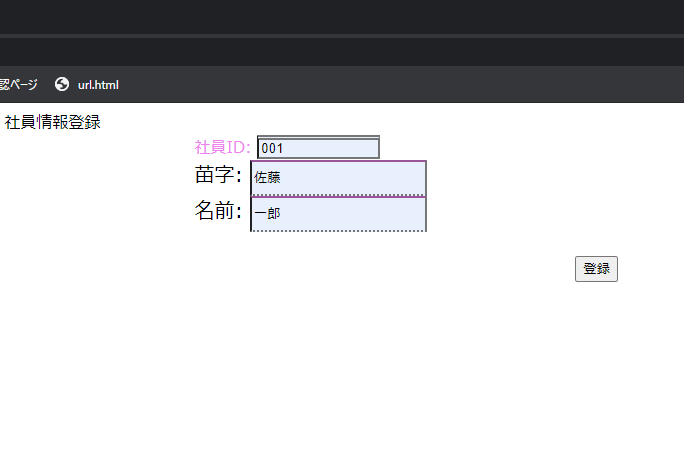 認ページ url.html
社員情報登録
社員ID: 001
苗字: 佐藤
名前: 一郎
登録